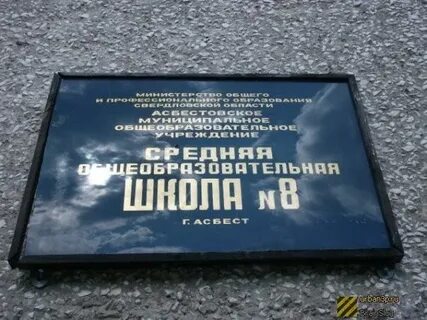 МИНИСТЕРСТВО ОБЩЕГО
И ПРОФЕССИОНАЛЬНОГО ОБРАЗОВАНИЯ
СВЕРДЛОВСКОЙ ОБЛАСТИ
АСБЕСТОВСКОЕ
МУНИЦИПАЛЬНОЕ
ОБЩЕОБРАЗОВАТЕЛЬНОЕ
УЧРЕЖДЕНИЕ
СРЕДНЯЯ
ОБЩЕОБРАЗОВАТЕЛЬНАЯ
ШКОЛА №8
Г. АСБЕСТ